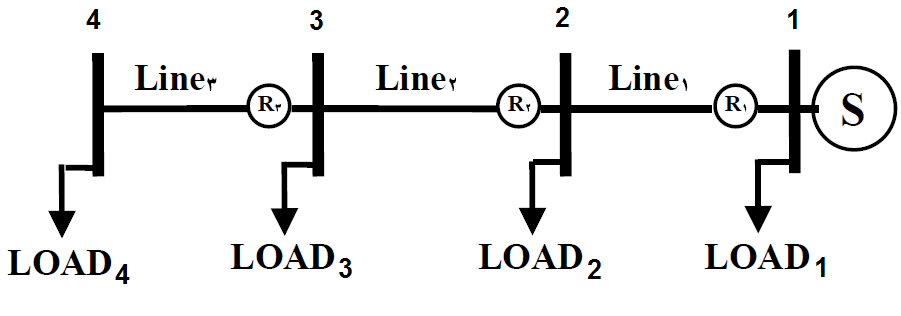 4 3 2 1
Line۳ Line۲ Line۱
R۳ R۲ R۱ S
LOAD4 LOAD3 LOAD2 LOAD1